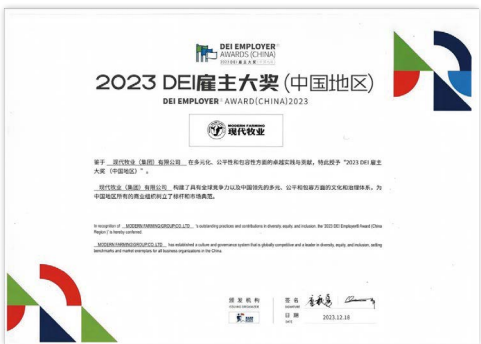 DEI EMPLOYER
AWARDS (CHINA)
2023 DEI雇主大奖(中国地区)
DEI EMPLOYER® AWARD(CHINA)2023
MODERN FARMING
现代牧业
鉴于 现代牧业（集团）有限公司 在多元化、公平性和包容性方面的卓越实践与贡献，特此授予“2023 DEI 雇主
大奖（中国地区）”。
现代牧业（集团）有限公司 构建了具有全球竞争力以及中国领先的多元、公平和包容方面的文化和治理体系，为
中国地区所有的商业组织树立了标杆和市场典范。
In recognition of MODERN FARMING(GROUP)CO.,LTD 's outstanding practices and contributions in diversity, equity, and inclusion, the '2023 DEI Employer® Award (China
Region )' is hereby conferred.
MODERN FARMING(GROUP)CO.,LTD has established a culture and governance system that is globally competitive and a leader in diversity, equity, and inclusion, setting
benchmarks and market exemplars for all business organisations in the China.
颁发机构
签名
SIGNATURE
日期
DATE
2023.12.18